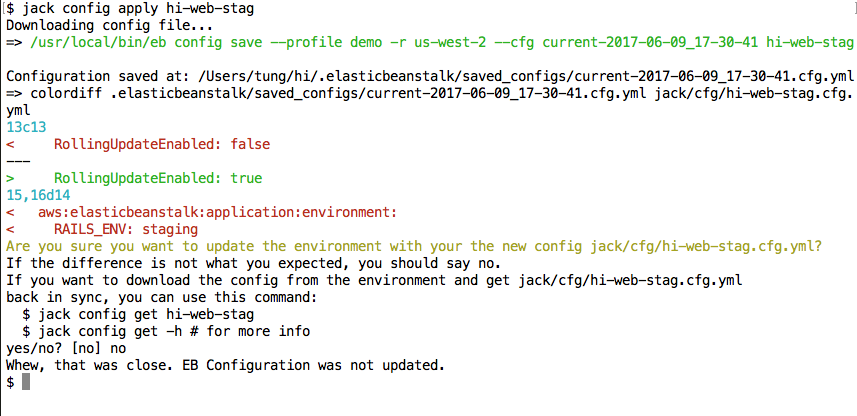 $ jack config apply hi-web-stag
Downloading config file...
=> /usr/local/bin/eb config save --profile demo -r us-west-2 --cfg current-2017-06-09_17-30-41 hi-web-stag
Configuration saved at: /Users/tung/hi/.elasticbeanstalk/saved_configs/current-2017-06-09_17-30-41.cfg.yml
=> colordiff .elasticbeanstalk/saved_configs/current-2017-06-09_17-30-41.cfg.yml jack/cfg/hi-web-stag.cfg.
yml
13c13
<     RollingUpdateEnabled: false
---
>     RollingUpdateEnabled: true
15,16d14
<   aws:elasticbeanstalk:application:environment:
<     RAILS_ENV: staging
Are you sure you want to update the environment with your the new config jack/cfg/hi-web-stag.cfg.yml?
If the difference is not what you expected, you should say no.
If you want to download the config from the environment and get jack/cfg/hi-web-stag.cfg.yml
back in sync, you can use this command:
  $ jack config get hi-web-stag
  $ jack config get -h # for more info
yes/no? [no] no
Whew, that was close. EB Configuration was not updated.
$